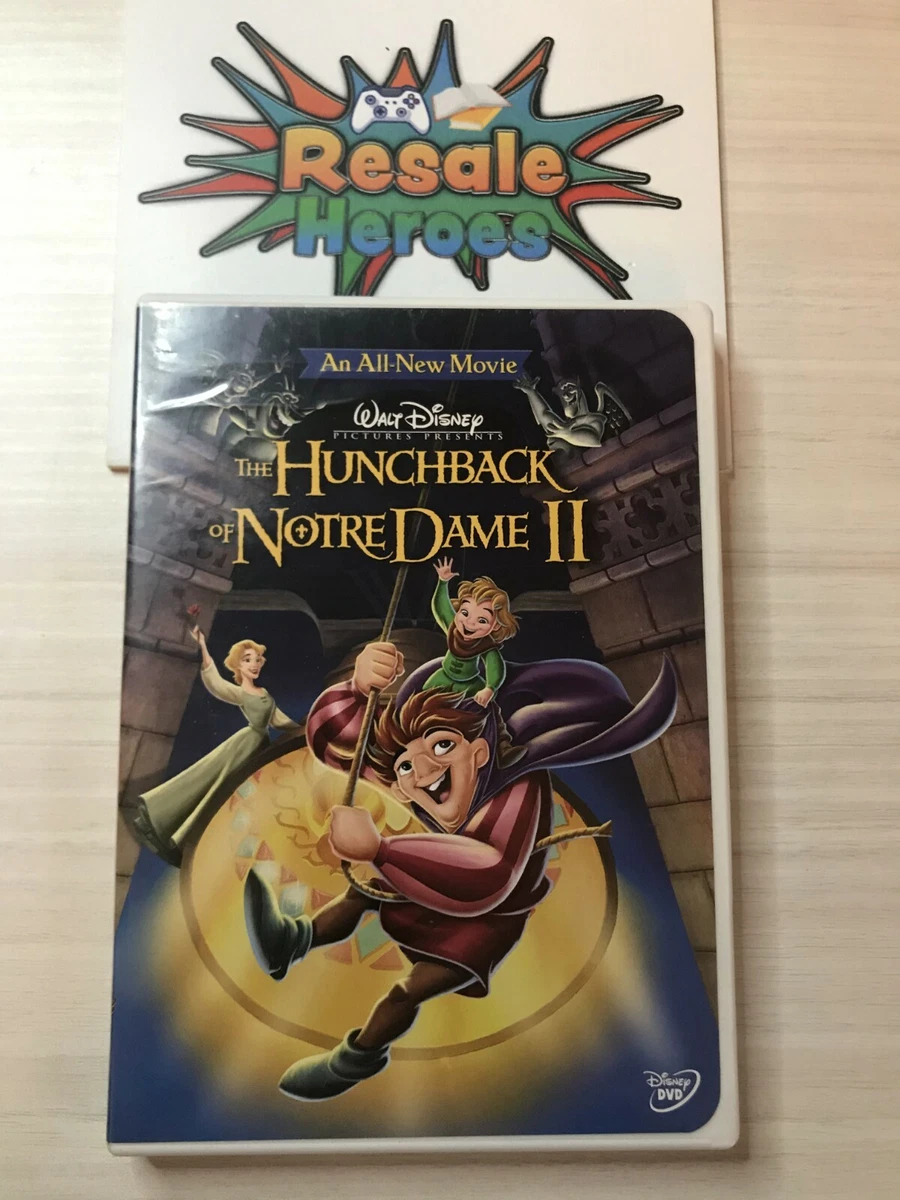 Resale
Heroes
An All-New Movie
WALT DISNEY
PICTURES PRESENTS
THE HUNCHBACK
OF NOTRE DAME II
DISNEY
DVD